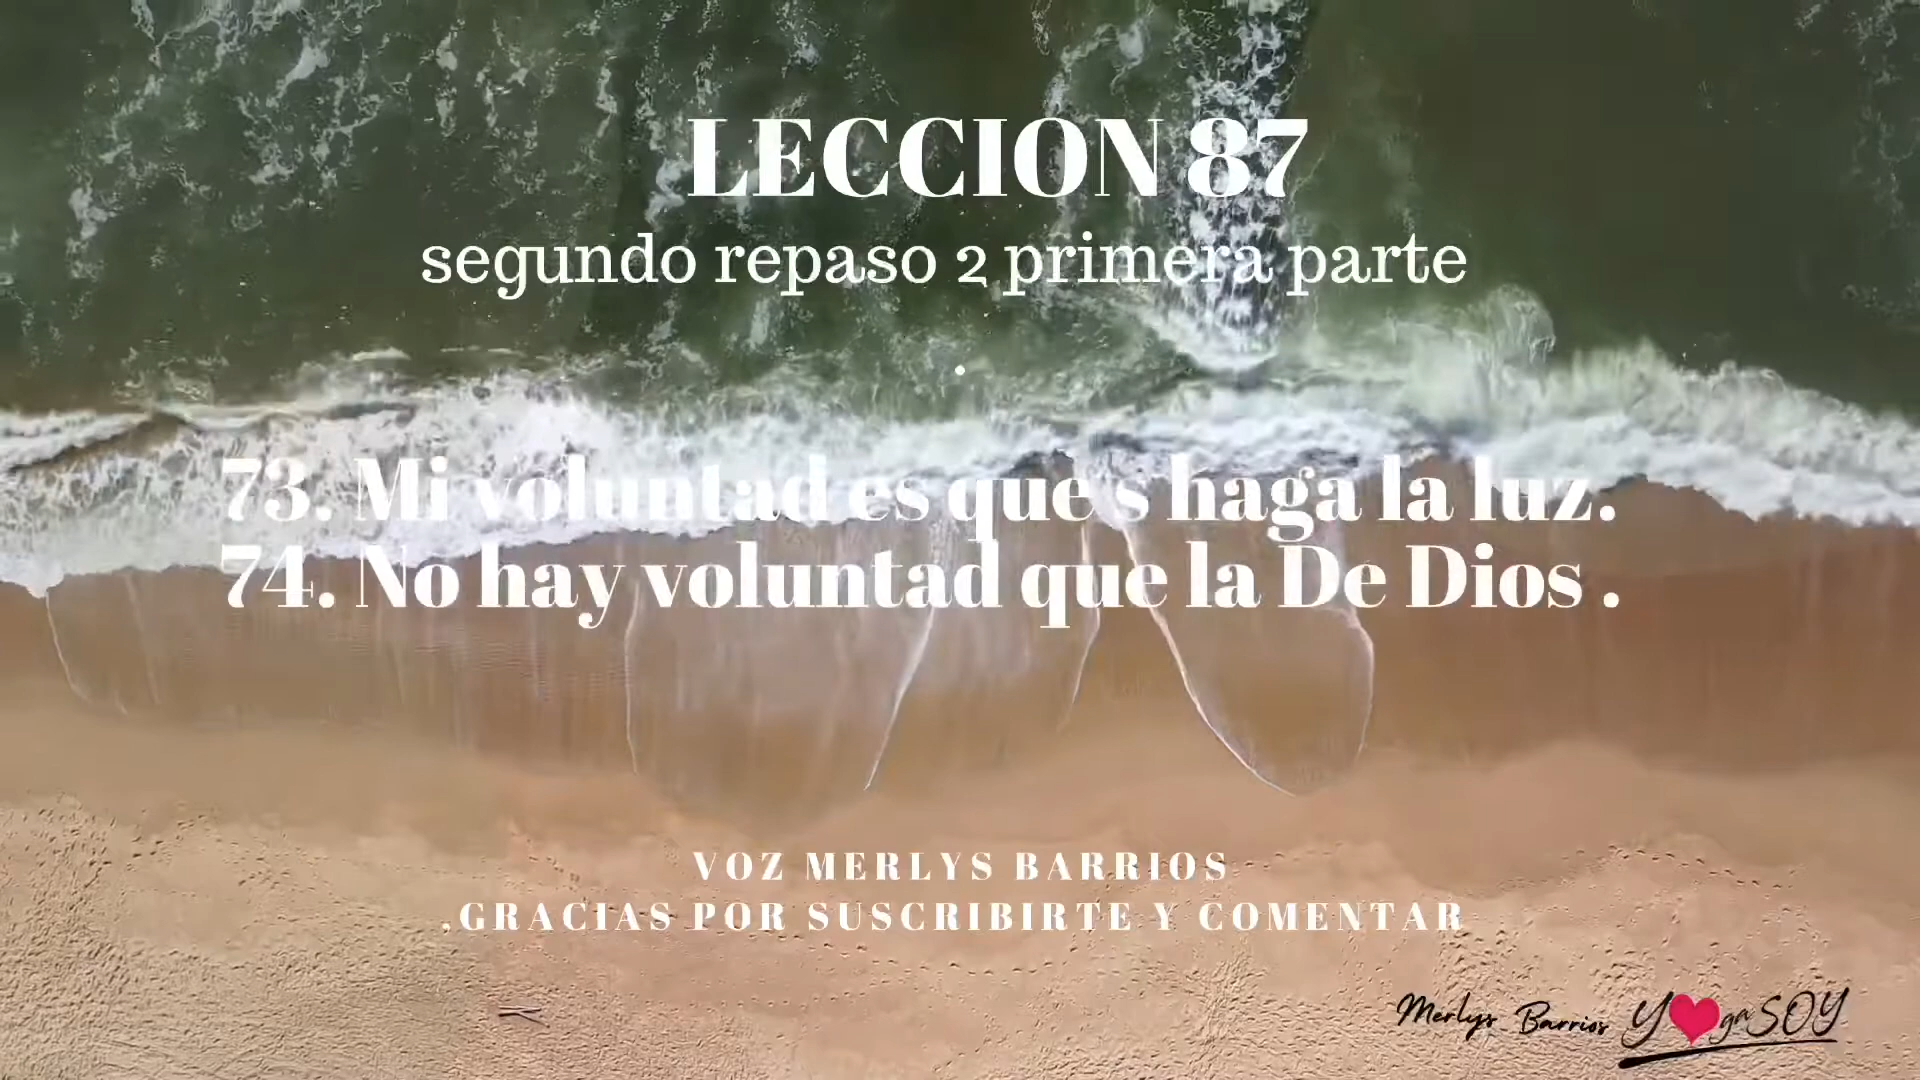 LECCION 87
segundo repaso 2 primera parte
.
73. Mi voluntad es que s haga la luz.
74. No hay voluntad que la De Dios .
VOZ MERLYS BARRIOS
,GRACIAS POR SUSCRIBIRTE Y COMENTAR
Merlys Barrios Y❤gaSOY